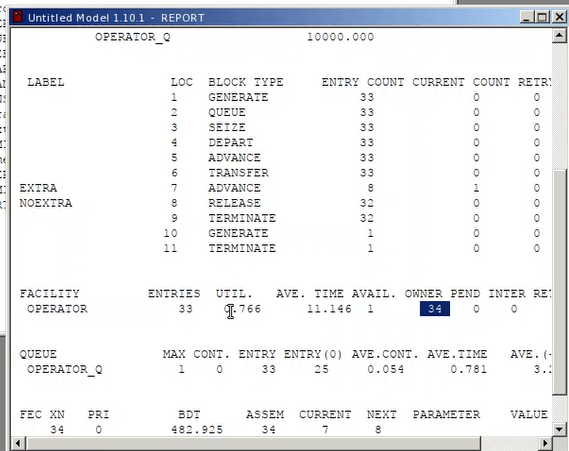 Untitled Model 1.10.1 - REPORT
OPERATOR_Q 10000.000
LABEL LOC BLOCK TYPE ENTRY COUNT CURRENT COUNT RETRY
1 GENERATE 33 0 0
2 QUEUE 33 0 0
3 SEIZE 33 0 0
4 DEPART 33 0 0
5 ADVANCE 33 0 0
6 TRANSFER 33 0 0
EXTRA 7 ADVANCE 8 1 0
NOEXTRA 8 RELEASE 32 0 0
9 TERMINATE 32 0 0
10 GENERATE 1 0 0
11 TERMINATE 1 0 0
FACILITY ENTRIES UTIL. AVE. TIME AVAIL. OWNER PEND INTER RET
OPERATOR 33 0.766 11.146 1 34 0 0
QUEUE MAX CONT. ENTRY ENTRY(0) AVE.CONT. AVE.TIME AVE.(-
OPERATOR_Q 1 0 33 25 0.054 0.781 3.2
FEC XN PRI BDT ASSEM CURRENT NEXT PARAMETER VALUE
34 0 482.925 34 7 8